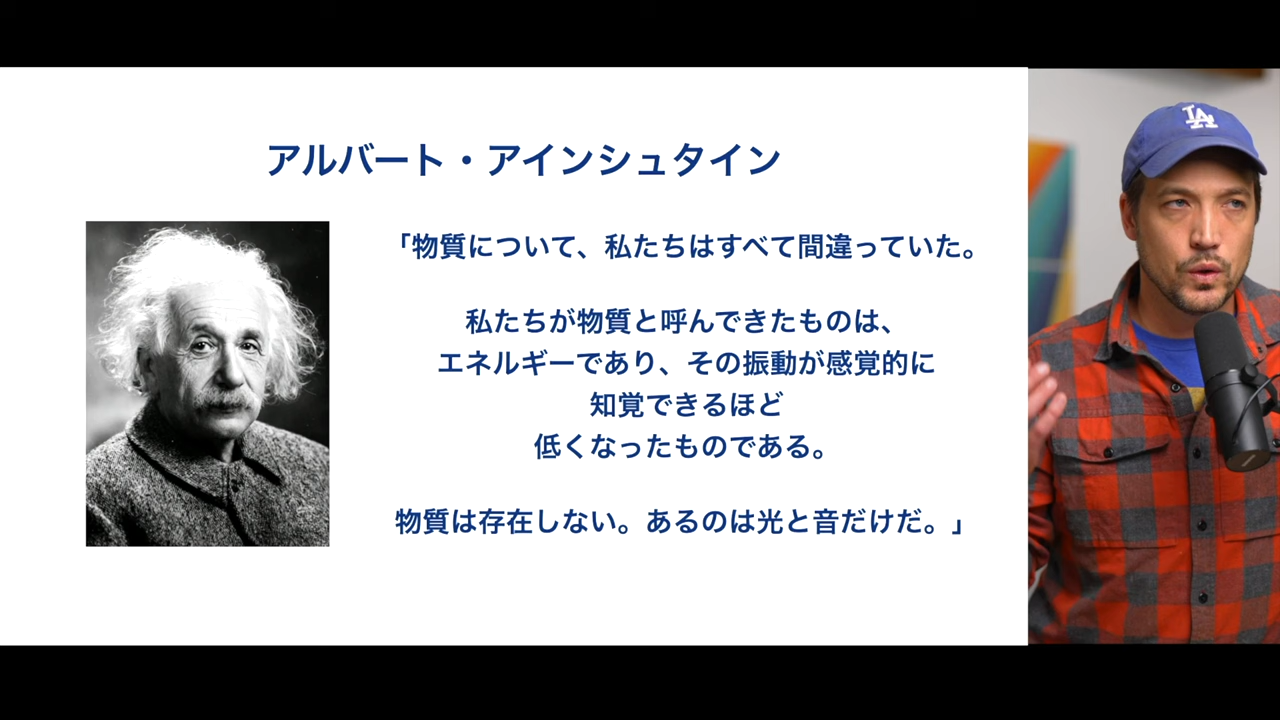 アルバート・アインシュタイン
「物質について、私たちはすべて間違っていた。
私たちが物質と呼んできたものは、
エネルギーであり、その振動が感覚的に
知覚できるほど
低くなったものである。
物質は存在しない。あるのは光と音だけだ。」
LA